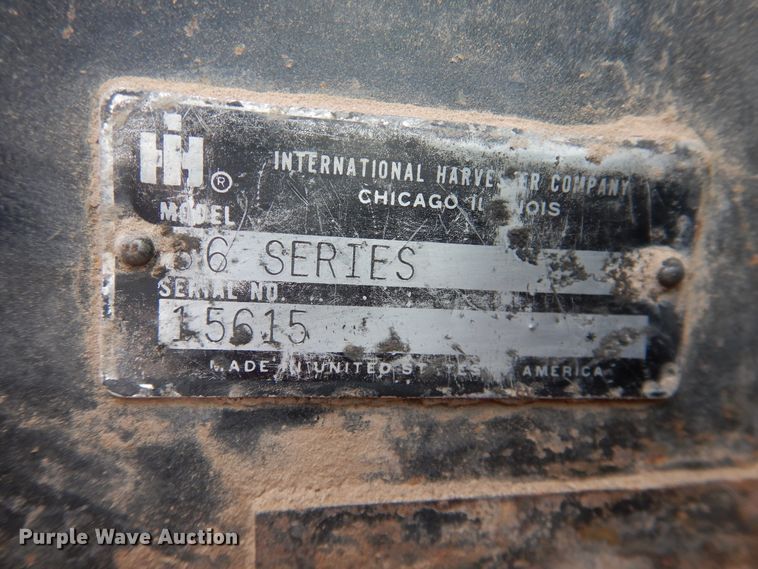 IH ®
INTERNATIONAL HARVESTER COMPANY
CHICAGO ILLINOIS
MODEL
SERIES
SERIAL NO.
15615
MADE IN UNITED STATES AMERICA
Purple Wave Auction